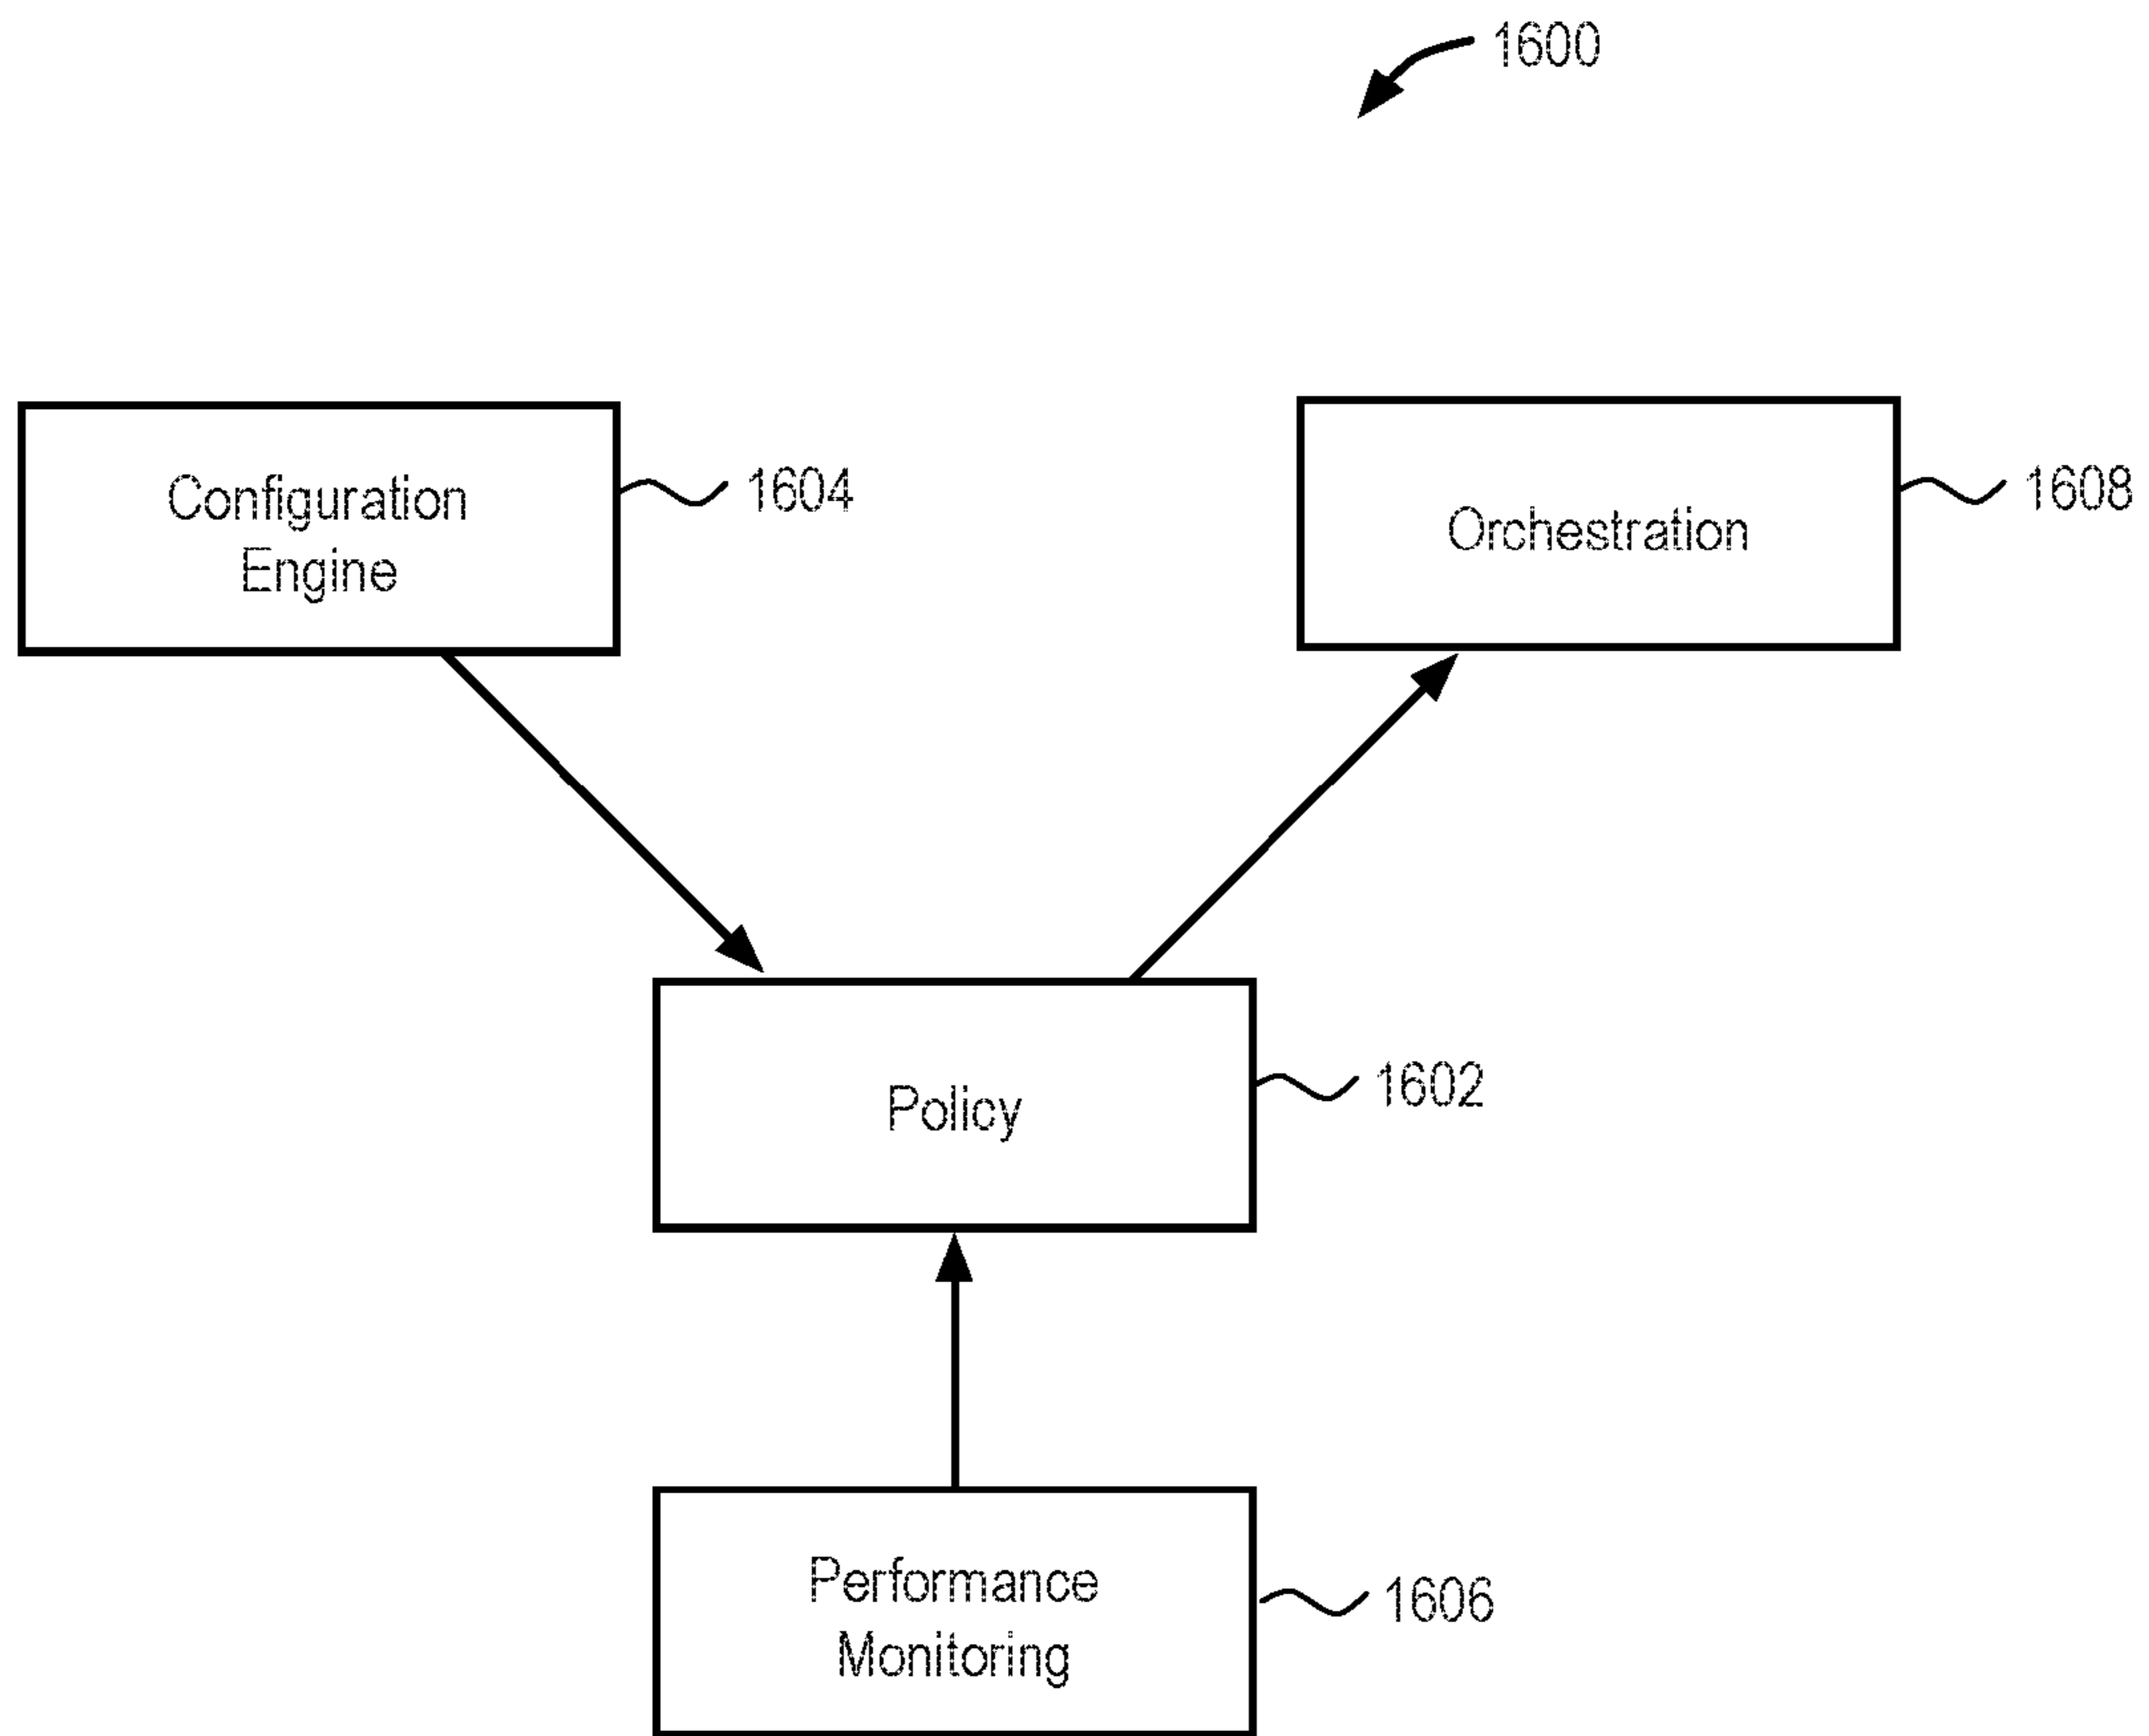 1600
Configuration
Engine
1604
Orchestration
1608
Policy
1602
Performance
Monitoring
1606